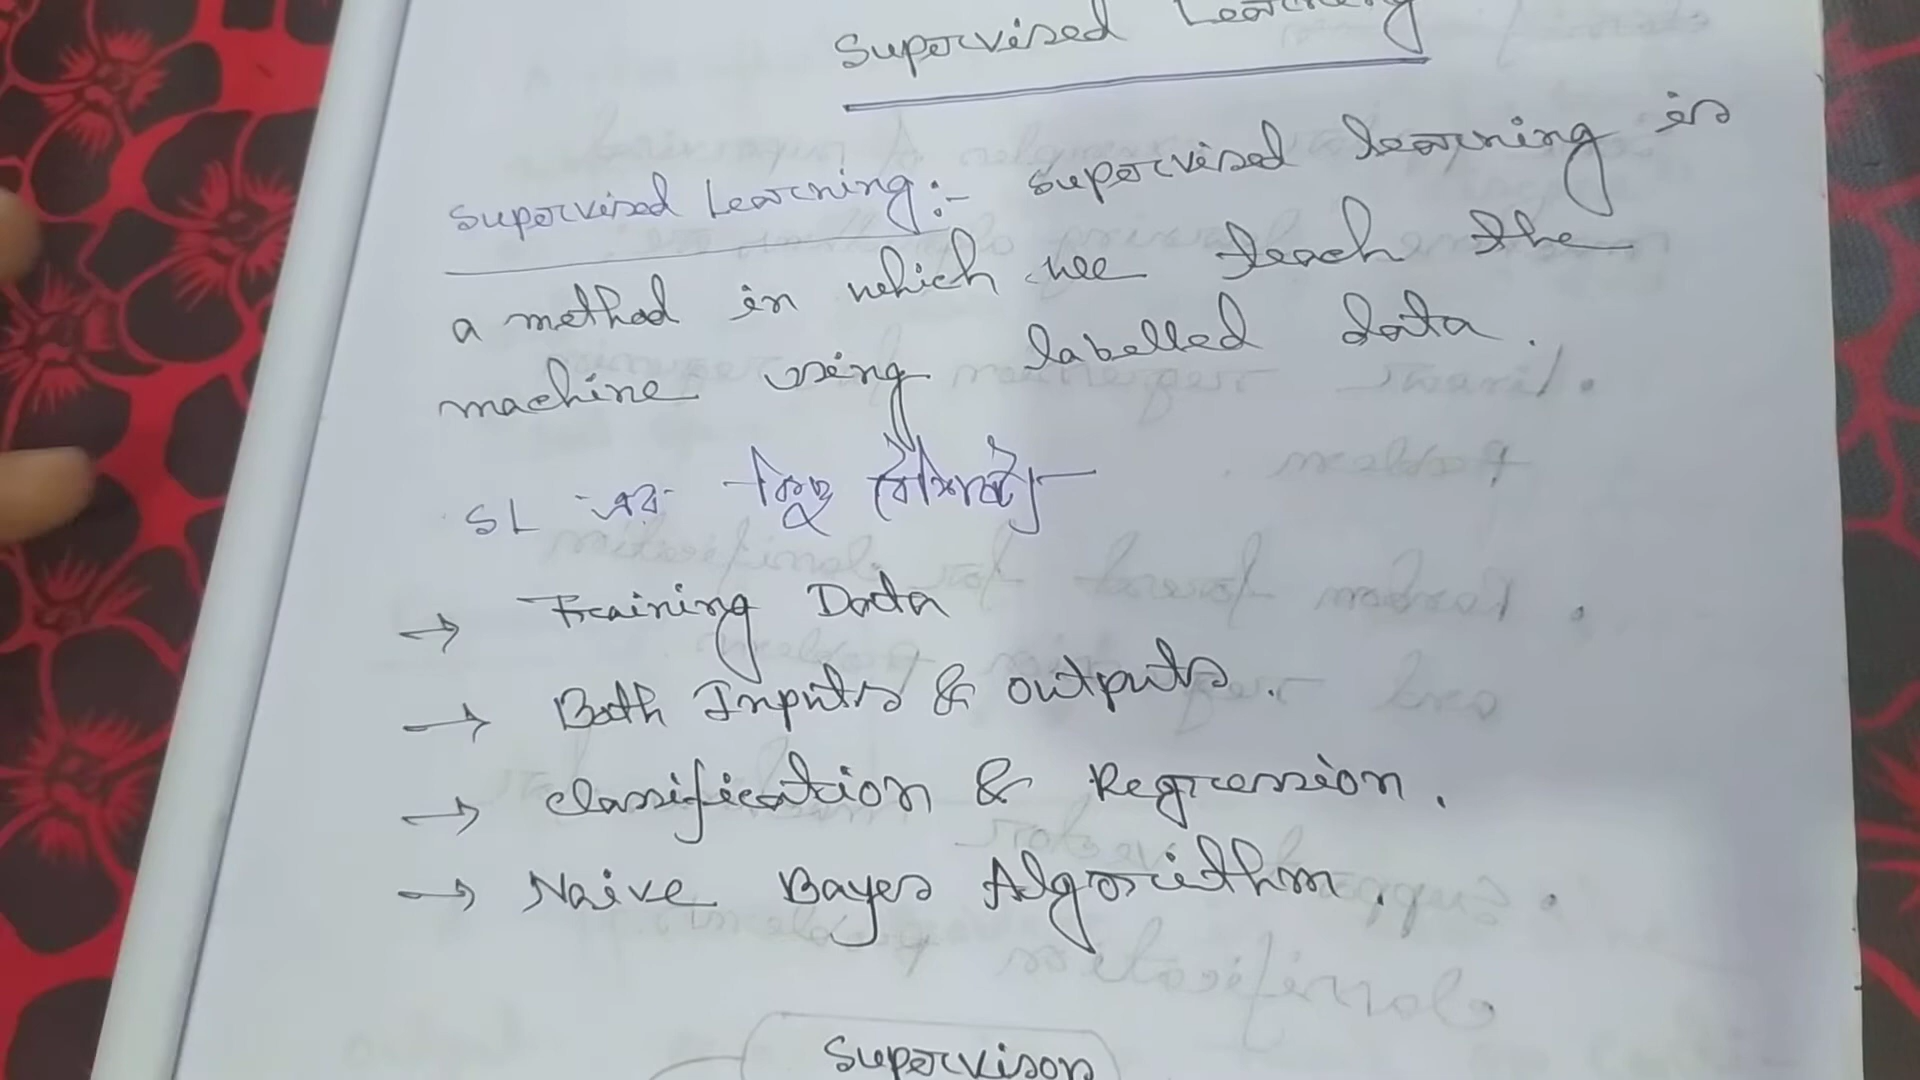 Supervised Learning
Supervised Learning:- supervised learning is
a method in which we teach the
machine using labelled data.
SL এর কিছু বৈশিষ্ট্য
→ Training Data
→ Both Inputs & outputs.
→ classification & Regression.
→ Naive Bayes Algorithm.
Supervison